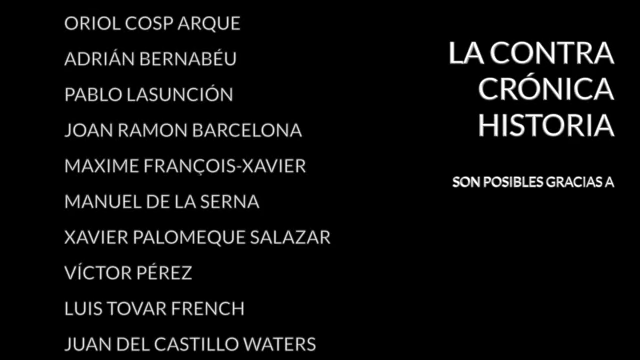 ORIOL COSP ARQUE
ADRIÁN BERNABÉU
PABLO LASUNCIÓN
JOAN RAMON BARCELONA
MAXIME FRANÇOIS-XAVIER
MANUEL DE LA SERNA
XAVIER PALOMEQUE SALAZAR
VÍCTOR PÉREZ
LUIS TOVAR FRENCH
JUAN DEL CASTILLO WATERS
LA CONTRA
CRÓNICA
HISTORIA
SON POSIBLES GRACIAS A